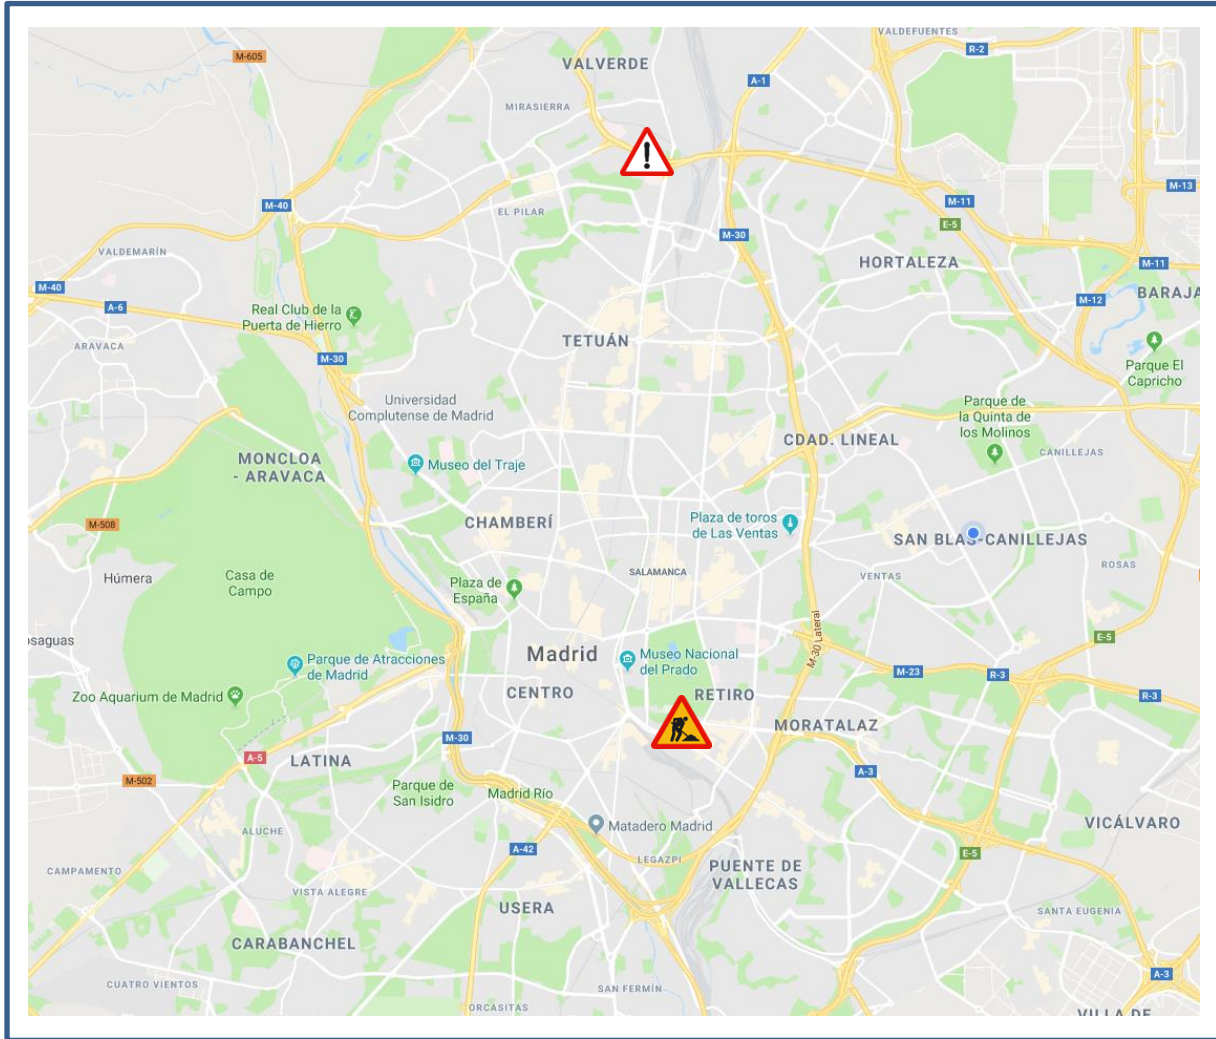 VALDEFUENTES
M-605
R-2
VALVERDE
A-1
MIRASIERRA
M-13
M-40
M-11
EL PILAR
E-5
M-30
VALDEMARÍN
HORTALEZA
M-11
M-40
BARAJA
M-12
A-6
Real Club de la
Puerta de Hierro
TETUÁN
ARAVACA
M-30
Parque El
Capricho
Universidad
Complutense de Madrid
Parque de
la Quinta de
los Molinos
CDAD. LINEAL
CANILLEJAS
MONCLOA
- ARAVACA
Museo del Traje
M-508
CHAMBERÍ
Plaza de toros
de Las Ventas
SAN BLAS-CANILLEJAS
Húmera
Casa de
Campo
SALAMANCA
VENTAS
ROSAS
Plaza de
España
M-30 Lateral
E-5
osaguas
Madrid
Museo Nacional
del Prado
Parque de Atracciones
de Madrid
M-23
R-3
R-3
Zoo Aquarium de Madrid
CENTRO
RETIRO
MORATALAZ
M-30
A-5
LATINA
A-3
M-502
Parque de
San Isidro
Madrid Río
Matadero Madrid
VICÁLVARO
ALUCHE
A-42
LEGAZPI
E-5
CAMPAMENTO
PUENTE DE
VALLECAS
VISTA ALEGRE
USERA
SANTA EUGENIA
CARABANCHEL
A-3
CUATRO VIENTOS
SAN FERMÍN
ORCASITAS
VILLA DE